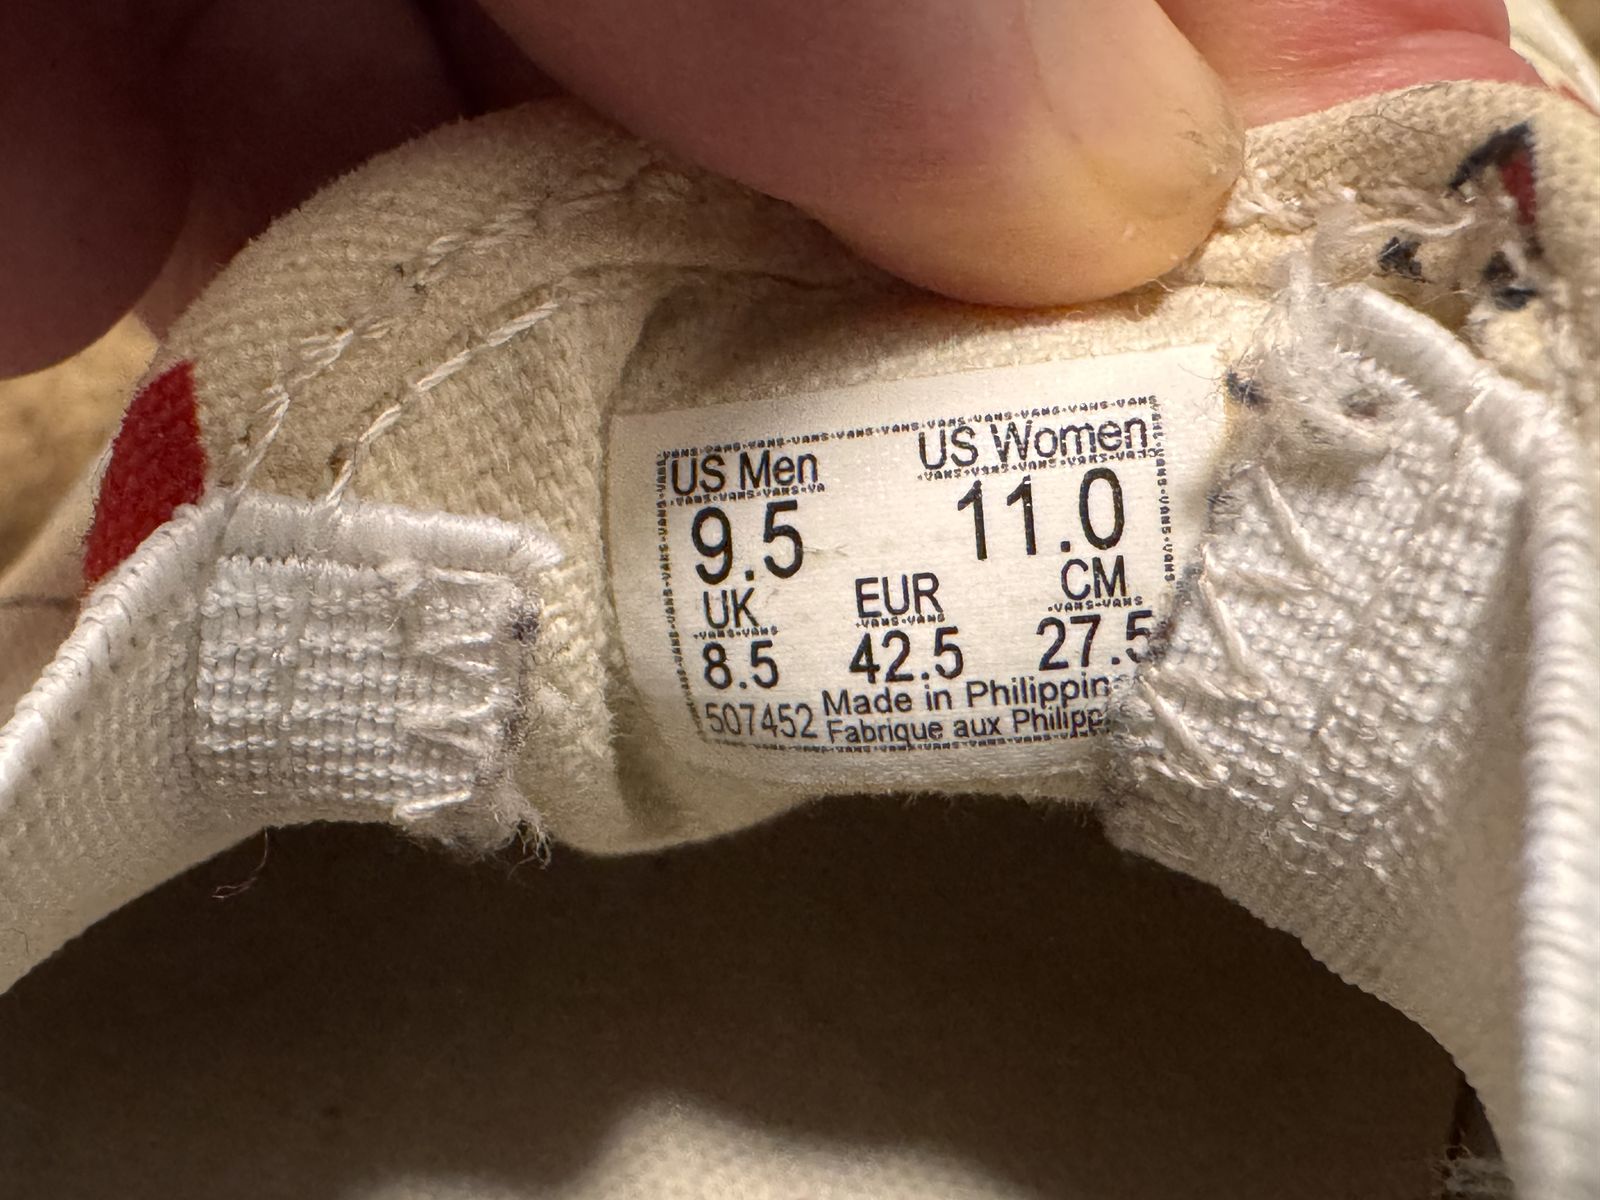 US Men US Women
9.5 11.0
UK EUR CM
8.5 42.5 27.5
507452 Made in Philippin
Fabrique aux Philipp